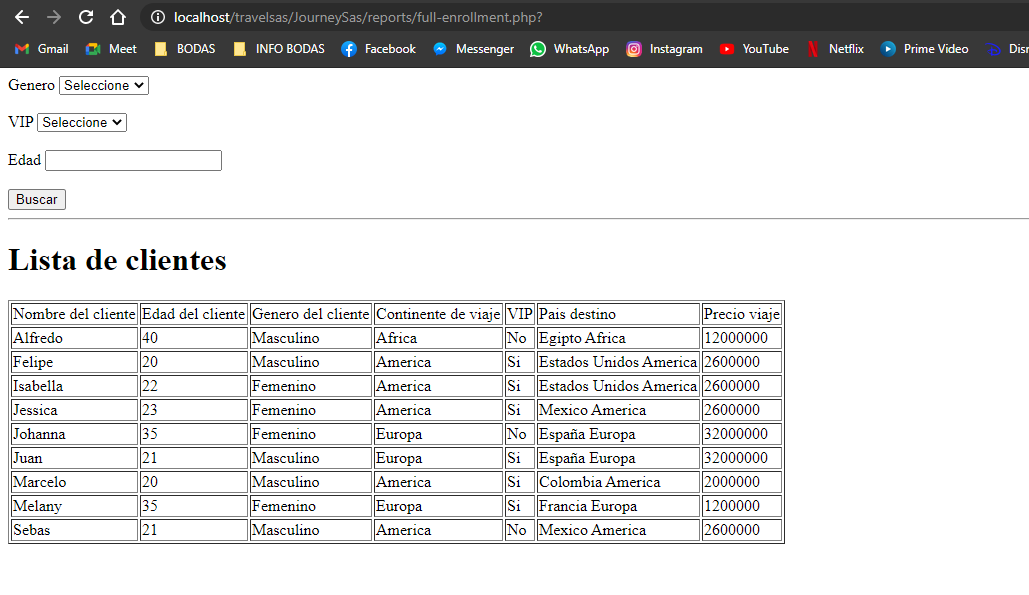 localhost/travelsas/JourneySas/reports/full-enrollment.php?
Gmail Meet BODAS INFO BODAS Facebook Messenger WhatsApp Instagram YouTube Netflix Prime Video Disn
Genero Seleccione
VIP Seleccione
Edad
Buscar
Lista de clientes
Nombre del cliente Edad del cliente Genero del cliente Continente de viaje VIP Pais destino Precio viaje
Alfredo 40 Masculino Africa No Egipto Africa 12000000
Felipe 20 Masculino America Si Estados Unidos America 2600000
Isabella 22 Femenino America Si Estados Unidos America 2600000
Jessica 23 Femenino America Si Mexico America 2600000
Johanna 35 Femenino Europa No España Europa 32000000
Juan 21 Masculino Europa Si España Europa 32000000
Marcelo 20 Masculino America Si Colombia America 2000000
Melany 35 Femenino Europa Si Francia Europa 1200000
Sebas 21 Masculino America No Mexico America 2600000